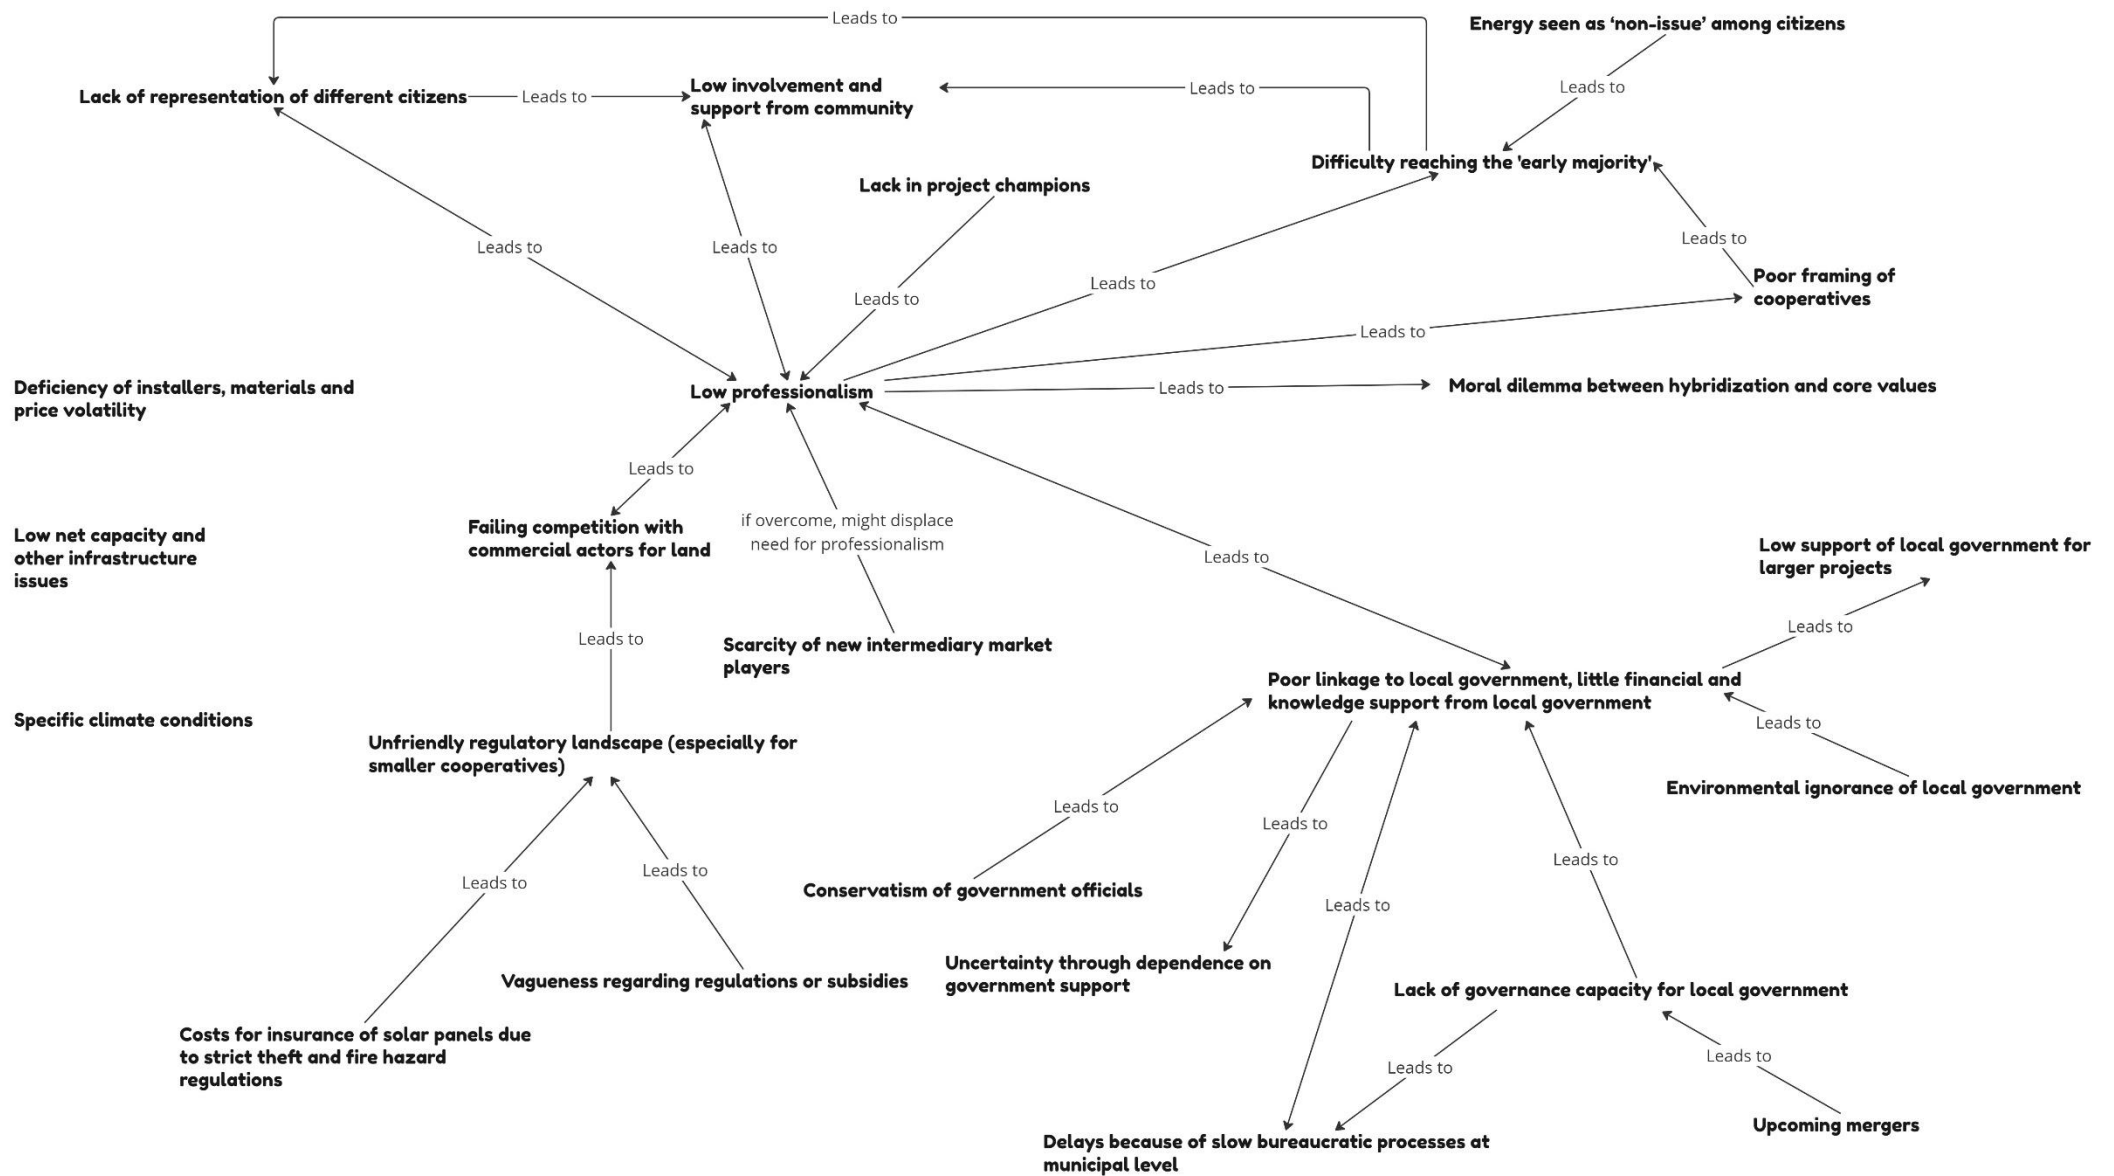 Leads to
Energy seen as ‘non-issue’ among citizens
Lack of representation of different citizens
Leads to
Low involvement and
support from community
Leads to
Leads to
Difficulty reaching the 'early majority'
Lack in project champions
Leads to
Leads to
Leads to
Leads to
Leads to
Poor framing of
cooperatives
Leads to
Deficiency of installers, materials and
price volatility
Low professionalism
Leads to
Moral dilemma between hybridization and core values
Leads to
Low net capacity and
other infrastructure
issues
Failing competition with
commercial actors for land
if overcome, might displace
need for professionalism
Leads to
Low support of local government for
larger projects
Leads to
Leads to
Scarcity of new intermediary market
players
Poor linkage to local government, little financial and
knowledge support from local government
Specific climate conditions
Leads to
Unfriendly regulatory landscape (especially for
smaller cooperatives)
Environmental ignorance of local government
Leads to
Leads to
Leads to
Leads to
Leads to
Conservatism of government officials
Leads to
Vagueness regarding regulations or subsidies
Uncertainty through dependence on
government support
Lack of governance capacity for local government
Costs for insurance of solar panels due
to strict theft and fire hazard
regulations
Leads to
Leads to
Upcoming mergers
Delays because of slow bureaucratic processes at
municipal level